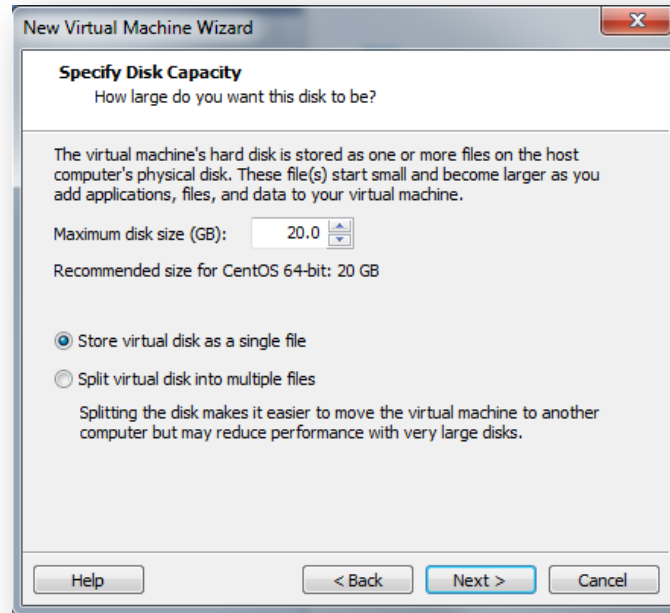 New Virtual Machine Wizard
Specify Disk Capacity
How large do you want this disk to be?
The virtual machine's hard disk is stored as one or more files on the host
computer's physical disk. These file(s) start small and become larger as you
add applications, files, and data to your virtual machine.
Maximum disk size (GB): 20.0
Recommended size for CentOS 64-bit: 20 GB
Store virtual disk as a single file
Split virtual disk into multiple files
Splitting the disk makes it easier to move the virtual machine to another
computer but may reduce performance with very large disks.
Help < Back Next > Cancel